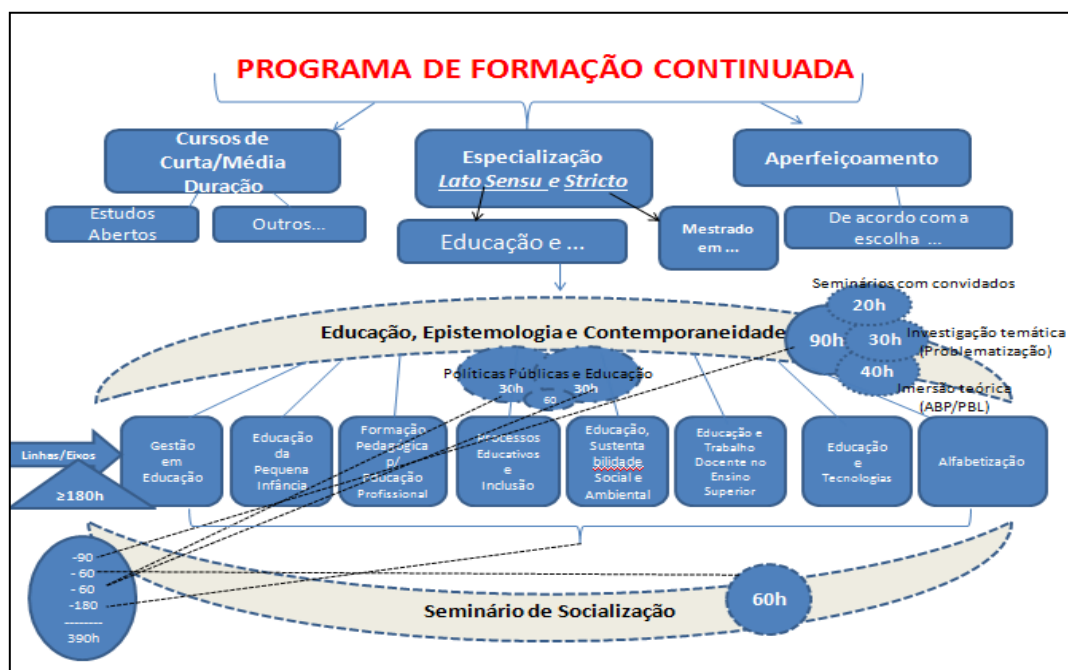 PROGRAMA DE FORMAÇÃO CONTINUADA
Cursos de
Curta/Média
Duração
Especialização
Lato Sensu e Stricto
Aperfeiçoamento
Estudos
Abertos
Outros...
Educação e ...
Mestrado
em ...
De acordo com a
escolha ...
Seminários com convidados
20h
Educação, Epistemologia e Contemporaneidade
90h
30h
Investigação temática
(Problematização)
40h
Imersão teórica
(ABP/PBL)
Políticas Públicas e Educação
30h
30h
60
Linhas/Eixos
≥180h
Gestão
em
Educação
Educação
da
Pequena
Infância
Formação
Pedagógica
p/
Educação
Profissional
Processos
Educativos
e
Inclusão
Educação,
Sustenta
bilidade
Social e
Ambiental
Educação e
Trabalho
Docente no
Ensino
Superior
Educação
e
Tecnologias
Alfabetização
-90
- 60
- 60
-180
--------
390h
Seminário de Socialização
60h